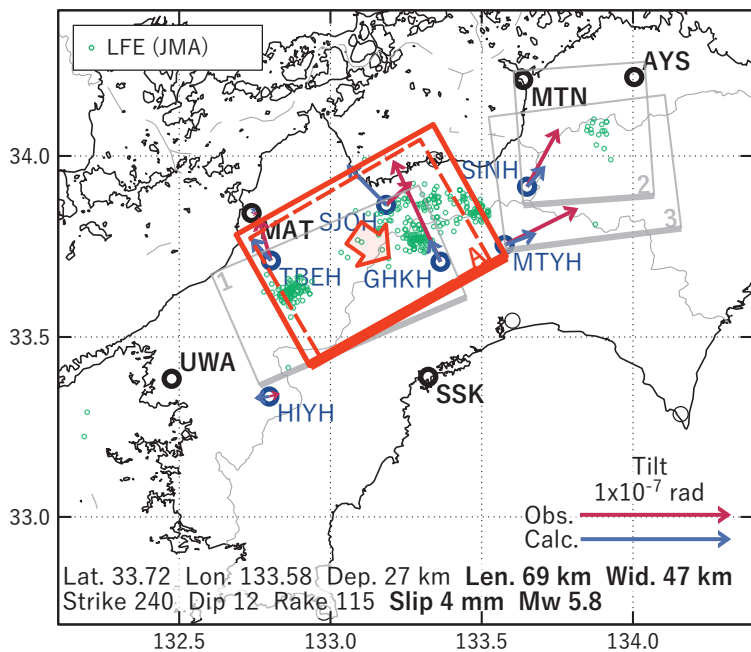 LFE (JMA)
AYS
MTN
34.0
SINH
2
MAT
SJOH
3
A
MTYH
TBEH
GHKH
1
33.5
UWA
SSK
HIYH
Tilt
1x10⁻⁷ rad
33.0
Obs.
Calc.
Lat. 33.72 Lon. 133.58 Dep. 27 km Len. 69 km Wid. 47 km
Strike 240, Dip 12 Rake 115 Slip 4 mm Mw 5.8
132.5 133.0 133.5 134.0